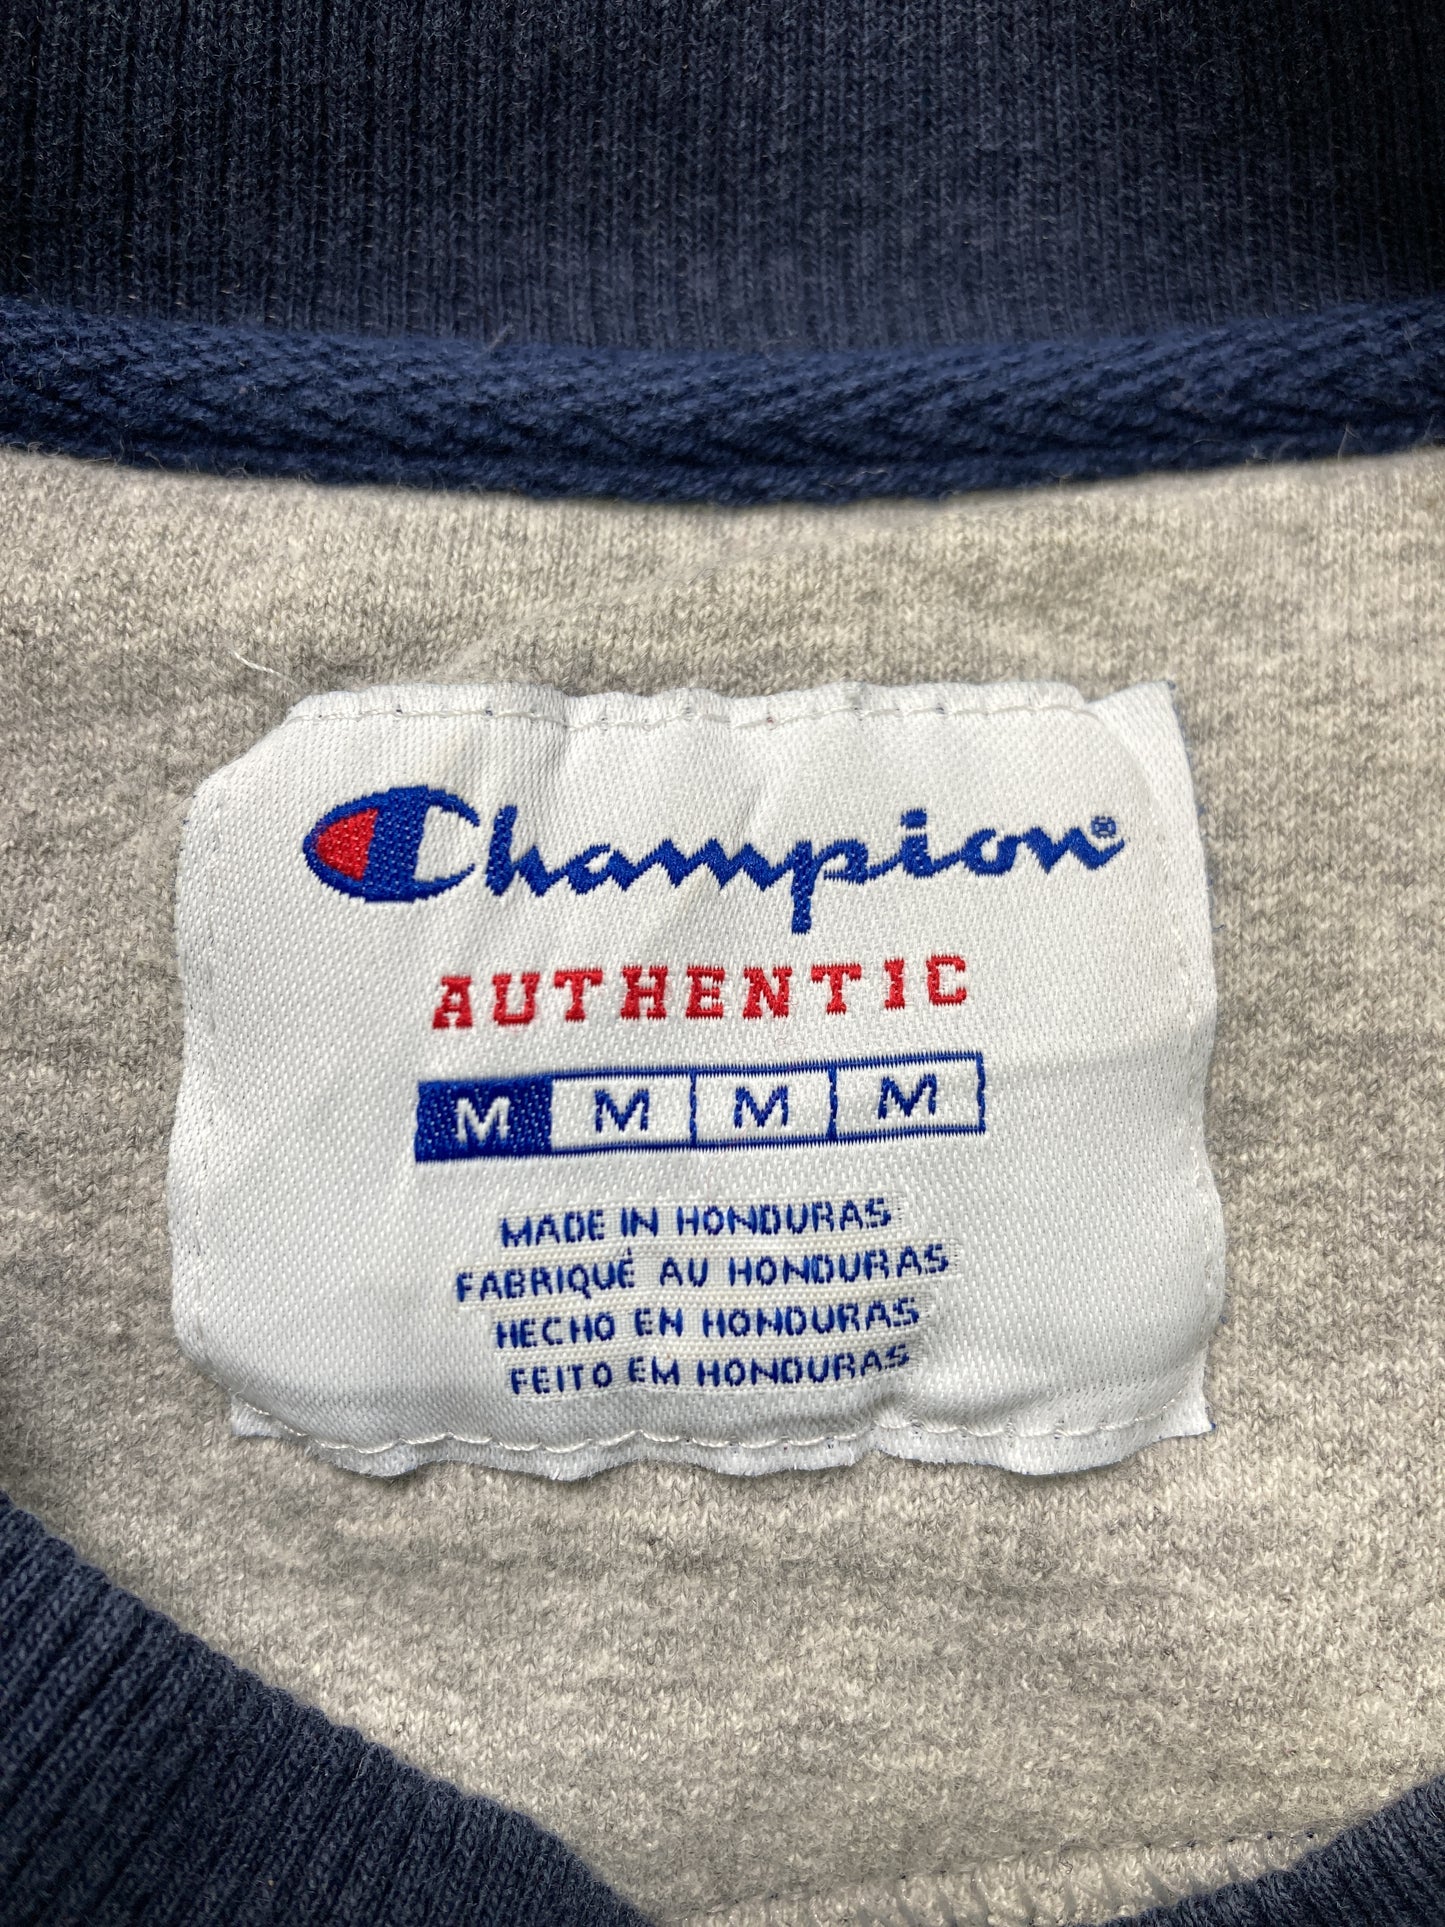 Champion®
AUTHENTIC
M M M M
MADE IN HONDURAS
FABRIQUÉ AU HONDURAS
HECHO EN HONDURAS
FEITO EM HONDURAS